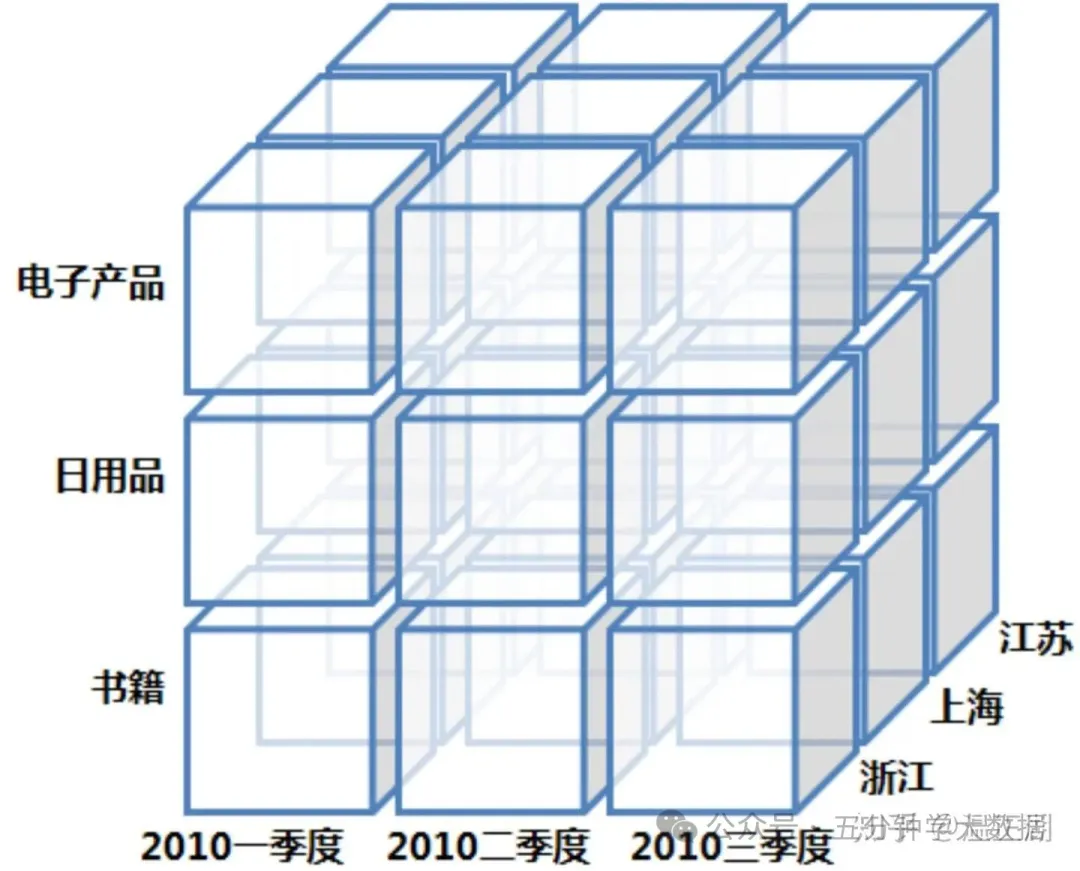 电子产品
日用品
书籍
江苏
上海
浙江
2010一季度
2010二季度
2010三季度
公众号·五分钟学大数据